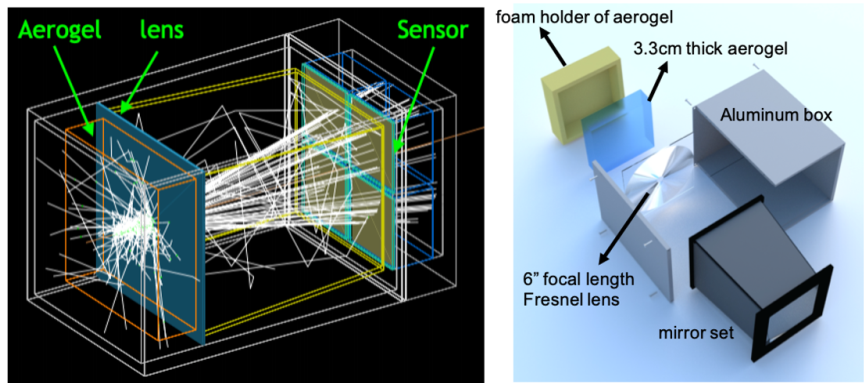 Aerogel
lens
Sensor
foam holder of aerogel
3.3cm thick aerogel
Aluminum box
6” focal length
Fresnel lens
mirror set